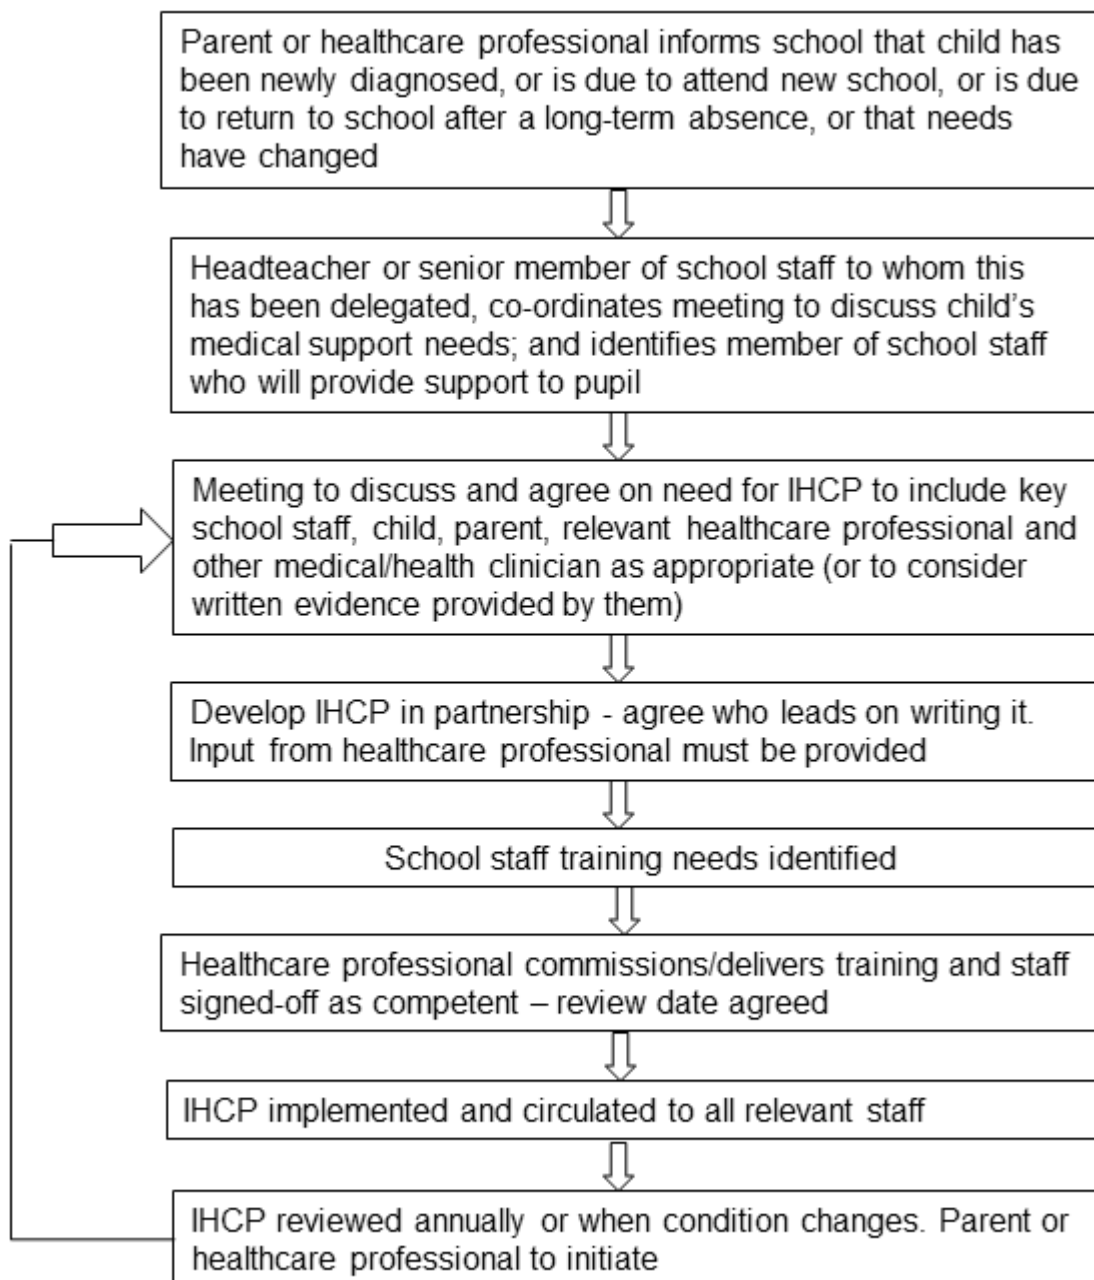 Parent or healthcare professional informs school that child has
been newly diagnosed, or is due to attend new school, or is due
to return to school after a long-term absence, or that needs
have changed
Headteacher or senior member of school staff to whom this
has been delegated, co-ordinates meeting to discuss child's
medical support needs; and identifies member of school staff
who will provide support to pupil
Meeting to discuss and agree on need for IHCP to include key
school staff, child, parent, relevant healthcare professional and
other medical/health clinician as appropriate (or to consider
written evidence provided by them)
Develop IHCP in partnership - agree who leads on writing it.
Input from healthcare professional must be provided
School staff training needs identified
Healthcare professional commissions/delivers training and staff
signed-off as competent – review date agreed
IHCP implemented and circulated to all relevant staff
IHCP reviewed annually or when condition changes. Parent or
healthcare professional to initiate